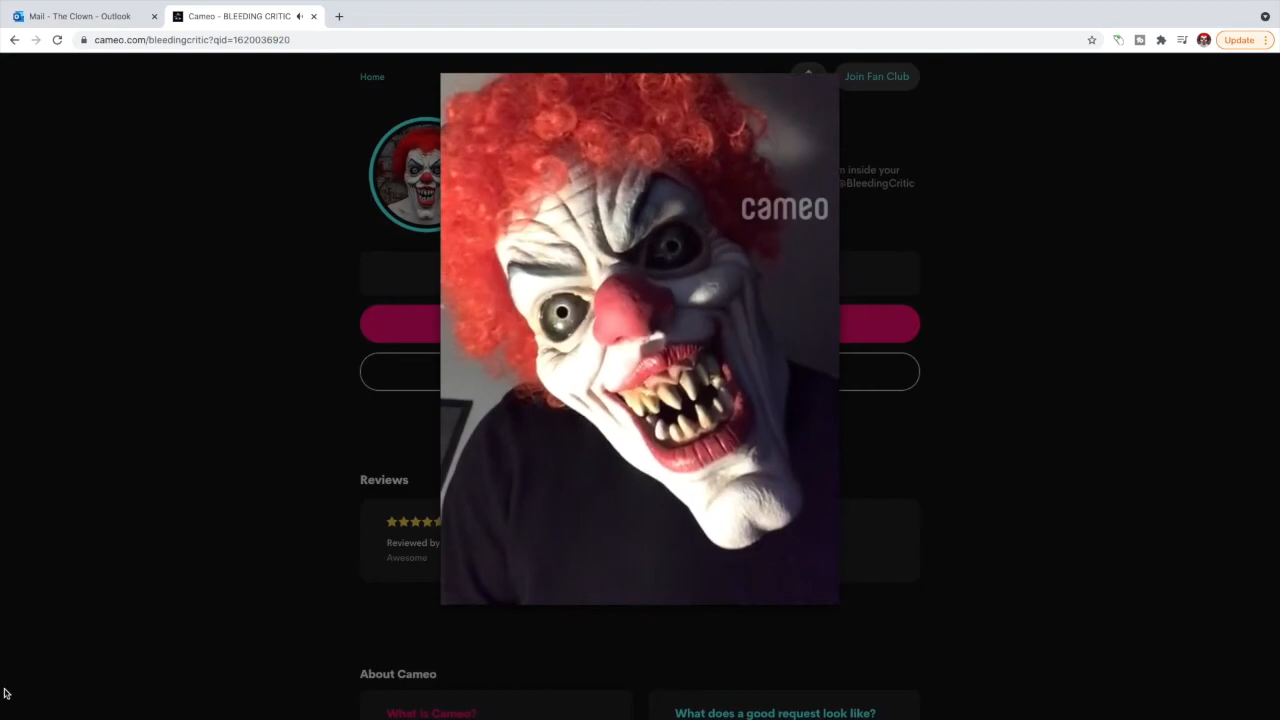 Mail - The Clown - Outlook
Cameo - BLEEDING CRITIC
cameo.com/bleedingcritic?qid=1620036920
Update
Home
Join Fan Club
inside your
@BleedingCritic
cameo
Reviews
Reviewed by
Awesome
About Cameo
What is Cameo?
What does a good request look like?